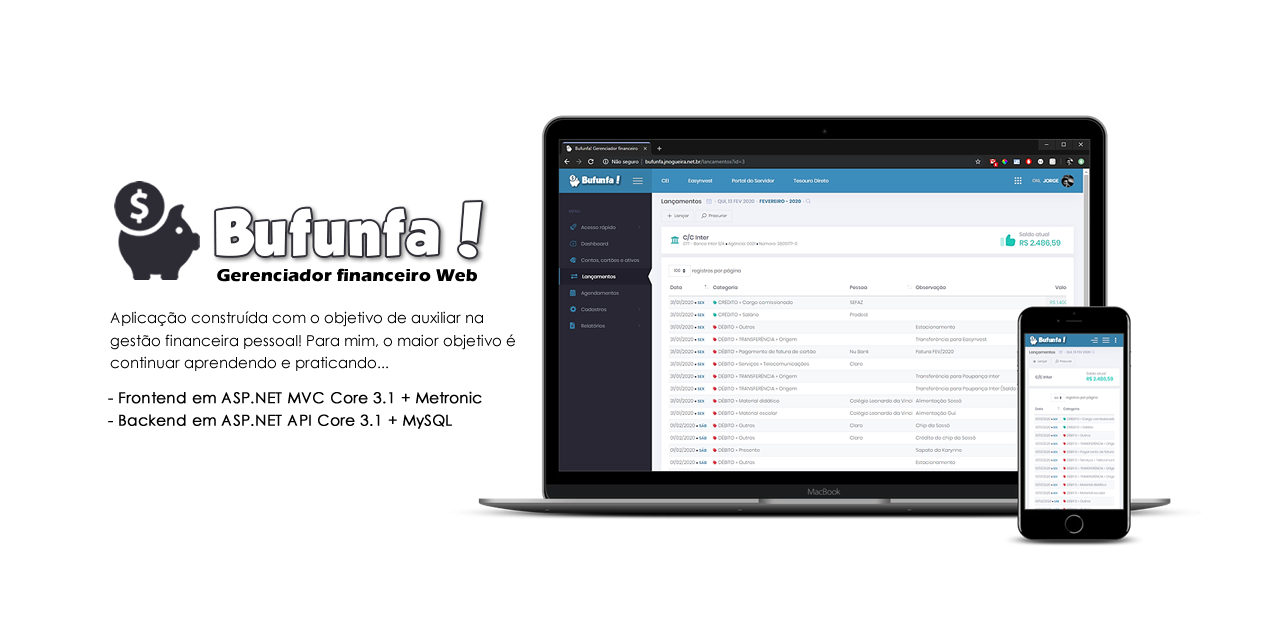 $
Bufunfa!
Gerenciador financeiro Web
Aplicação construída com o objetivo de auxiliar na
gestão financeira pessoal! Para mim, o maior objetivo é
continuar aprendendo e praticando...
- Frontend em ASP.NET MVC Core 3.1 + Metronic
- Backend em ASP.NET API Core 3.1 + MySQL
Bufunfa! Gerenciador financeiro
Não seguro | bufunfa.jnogueira.net.br/lancamentos?id=3
Bufunfa! CEI Easynvest Portal do Servidor Tesouro Direto Olá, JORGE
MENU
Acesso rápido
Dashboard
Contas, cartões e ativos
Lançamentos
Agendamentos
Cadastros
Relatórios
Lançamentos QUI, 13 FEV 2020 FEVEREIRO - 2020
+ Lançar Procurar
C/C Inter
Saldo atual
R$ 2.486,59
100 registros por página
Data Categoria Pessoa Observação Valo
31/01/2020 • SEX CRÉDITO » Cargo comissionado SEFAZ R$ 1.401
31/01/2020 • SEX CRÉDITO » Salário Prodest
31/01/2020 • SEX DÉBITO » Outros Estacionamento
31/01/2020 • SEX DÉBITO » TRANSFERÊNCIA » Origem Transferência para Easynvest
31/01/2020 • SEX DÉBITO » Pagamento de fatura de cartão Nu Bank Fatura FEV/2020
31/01/2020 • SEX DÉBITO » Serviços » Telecomunicações Claro
31/01/2020 • SEX DÉBITO » TRANSFERÊNCIA » Origem Transferência para Poupança Inter
31/01/2020 • SEX DÉBITO » TRANSFERÊNCIA » Origem Transferência para Poupança Inter (Saldo
31/01/2020 • SEX DÉBITO » Material didático Colégio Leonardo da Vinci Alimentação Sossó
31/01/2020 • SEX DÉBITO » Material escolar Colégio Leonardo da Vinci Alimentação Gui
01/02/2020 • SÁB DÉBITO » Outros Claro Chip da Sossó
01/02/2020 • SÁB DÉBITO » Outros Claro Crédito do chip da Sossó
01/02/2020 • SÁB DÉBITO » Presente Sapato da Karynne
01/02/2020 • SÁB DÉBITO » Outros Estacionamento
MacBook
Bufunfa!
Lançamentos
+ Lançar Procurar
C/C Inter
Saldo atual
R$ 2.486,59
registros por página
Data Categoria